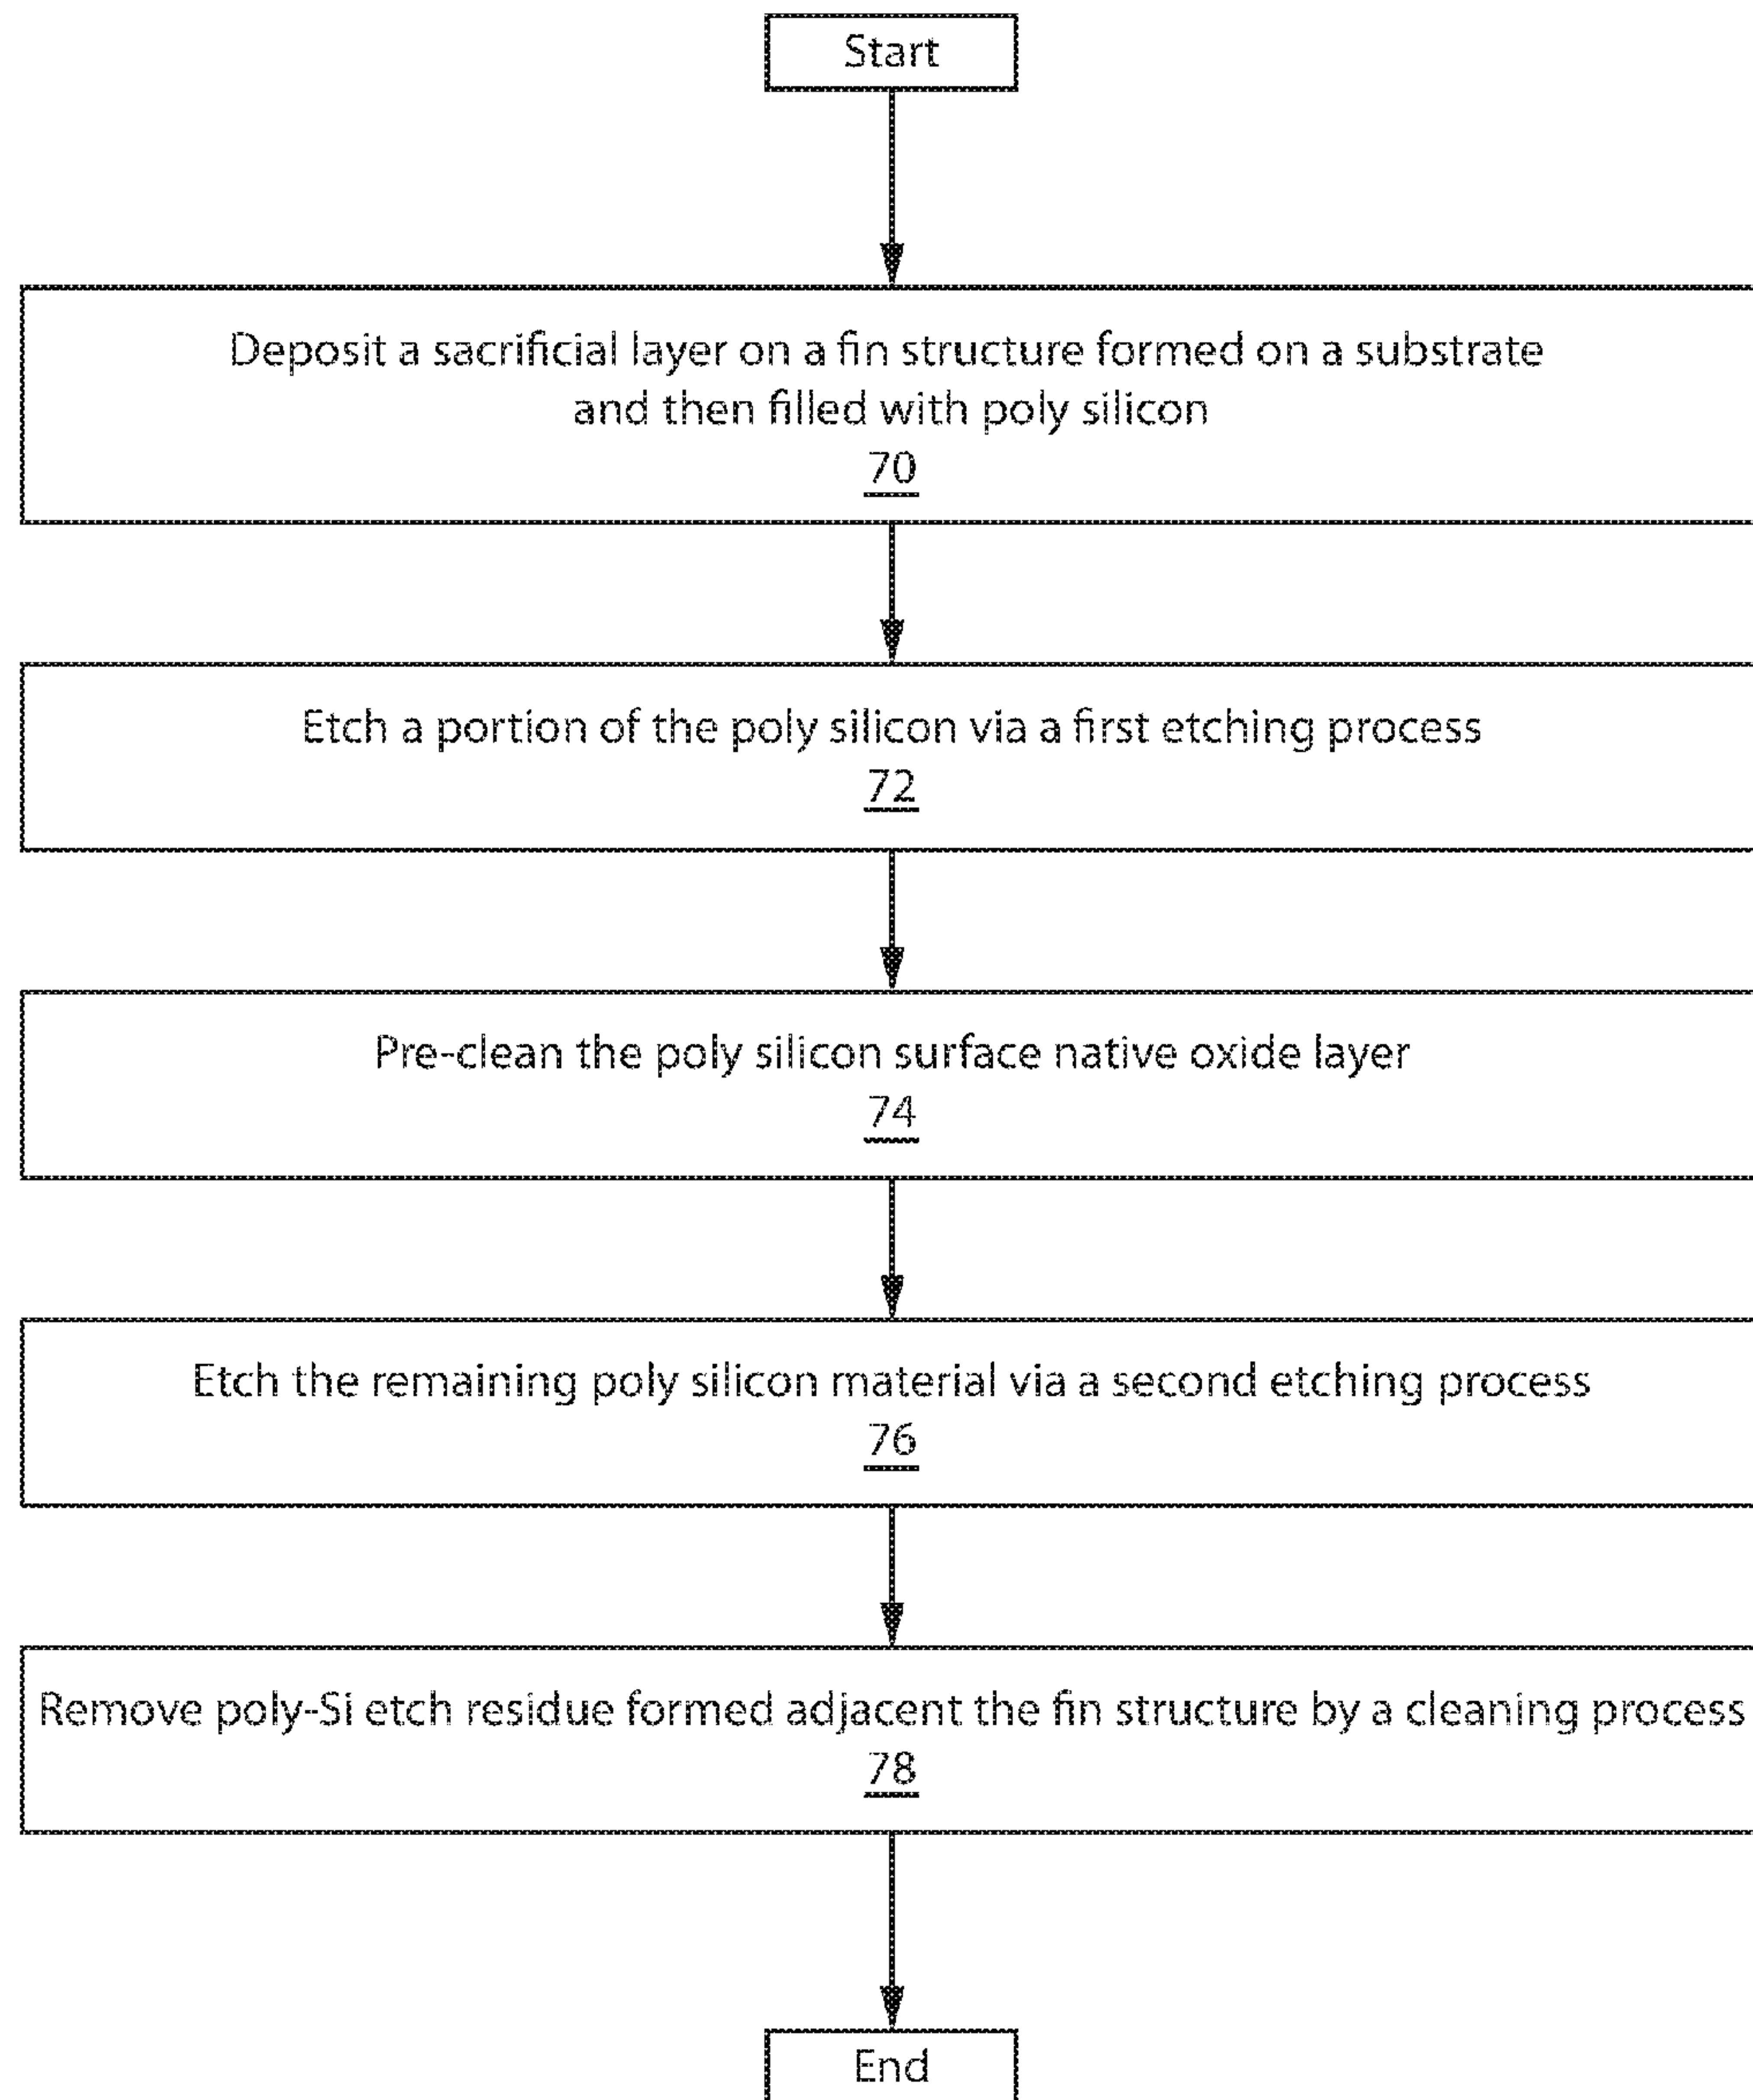 Start
Deposit a sacrificial layer on a fin structure formed on a substrate
and then filled with poly silicon
70
Etch a portion of the poly silicon via a first etching process
72
Pre-clean the poly silicon surface native oxide layer
74
Etch the remaining poly silicon material via a second etching process
76
Remove poly-Si etch residue formed adjacent the fin structure by a cleaning process
78
End